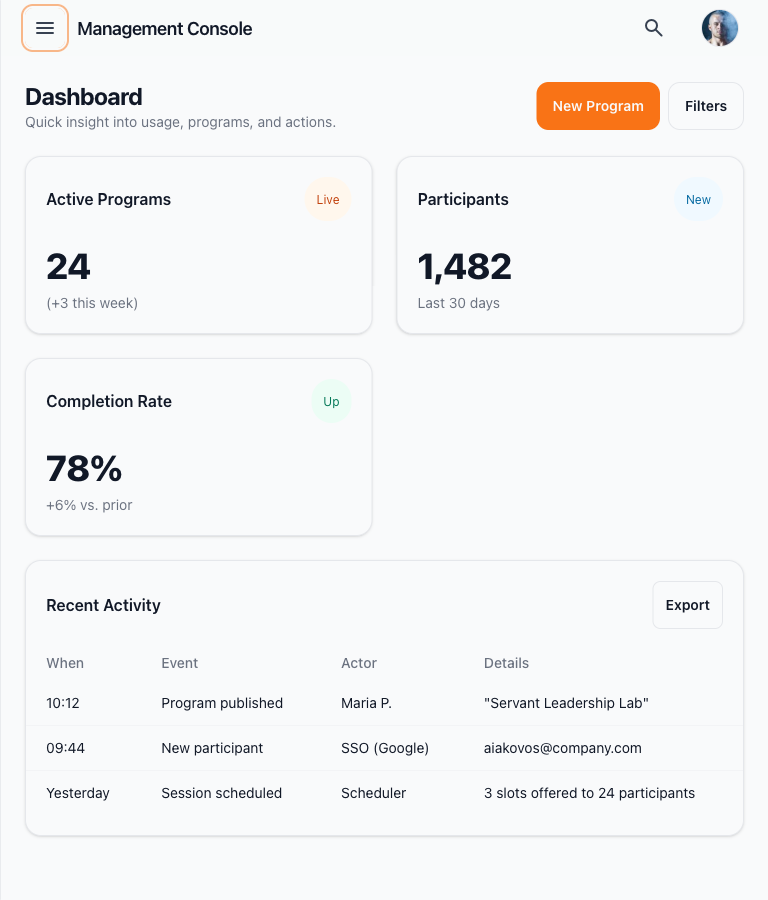 Management Console
Dashboard
Quick insight into usage, programs, and actions.
New Program
Filters
Active Programs
Live
24
(+3 this week)
Participants
New
1,482
Last 30 days
Completion Rate
Up
78%
+6% vs. prior
Recent Activity
Export
When Event Actor Details
10:12 Program published Maria P. "Servant Leadership Lab"
09:44 New participant SSO (Google) aiakovos@company.com
Yesterday Session scheduled Scheduler 3 slots offered to 24 participants